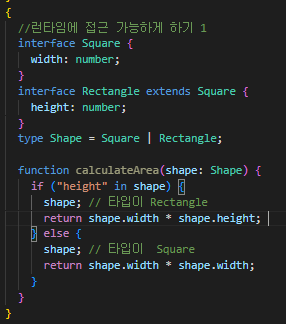 {
//런타임에 접근 가능하게 하기 1
interface Square {
width: number;
}
interface Rectangle extends Square {
height: number;
}
type Shape = Square | Rectangle;
function calculateArea(shape: Shape) {
if ("height" in shape) {
shape; // 타입이 Rectangle
return shape.width * shape.height;
} else {
shape; // 타입이  Square
return shape.width * shape.width;
}
}
}